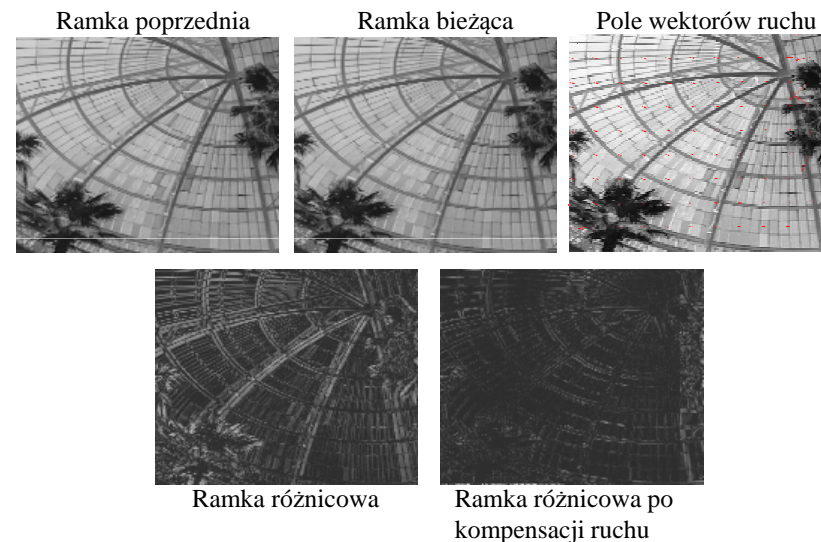 Ramka poprzednia
Ramka bieżąca
Pole wektorów ruchu
Ramka różnicowa
Ramka różnicowa po
kompensacji ruchu